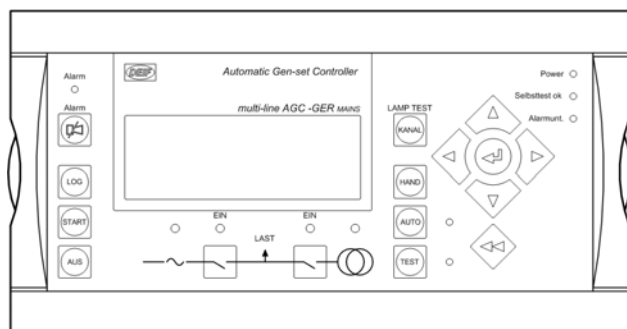 Alarm
DEIF
Automatic Gen-set Controller
Power
Selbsttest ok
Alarm
multi-line AGC -GER MAINS
LAMP TEST
Alarmunt.
KANAL
LOG
HAND
START
EIN
EIN
AUTO
LAST
AUS
TEST